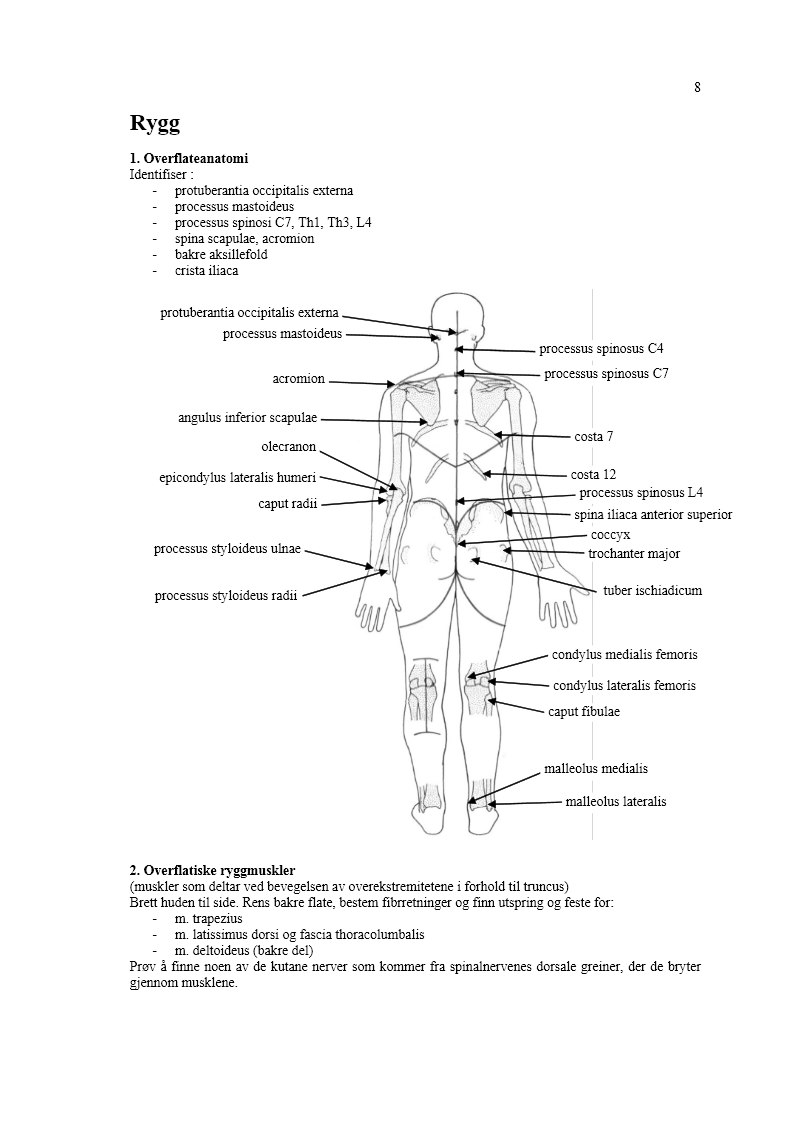 8
Rygg
1. Overflateanatomi
Identifiser :
- protuberantia occipitalis externa
- processus mastoideus
- processus spinosi C7, Th1, Th3, L4
- spina scapulae, acromion
- bakre aksillefold
- crista iliaca
protuberantia occipitalis externa
processus mastoideus
processus spinosus C4
processus spinosus C7
acromion
angulus inferior scapulae
costa 7
olecranon
costa 12
epicondylus lateralis humeri
processus spinosus L4
caput radii
spina iliaca anterior superior
coccyx
processus styloideus ulnae
trochanter major
tuber ischiadicum
processus styloideus radii
condylus medialis femoris
condylus lateralis femoris
caput fibulae
malleolus medialis
malleolus lateralis
2. Overflatiske ryggmuskler
(muskler som deltar ved bevegelsen av overekstremitetene i forhold til truncus)
Brett huden til side. Rens bakre flate, bestem fibrretninger og finn utspring og feste for:
- m. trapezius
- m. latissimus dorsi og fascia thoracolumbalis
- m. deltoideus (bakre del)
Prøv å finne noen av de kutane nerver som kommer fra spinalnervenes dorsale greiner, der de bryter
gjennom musklene.